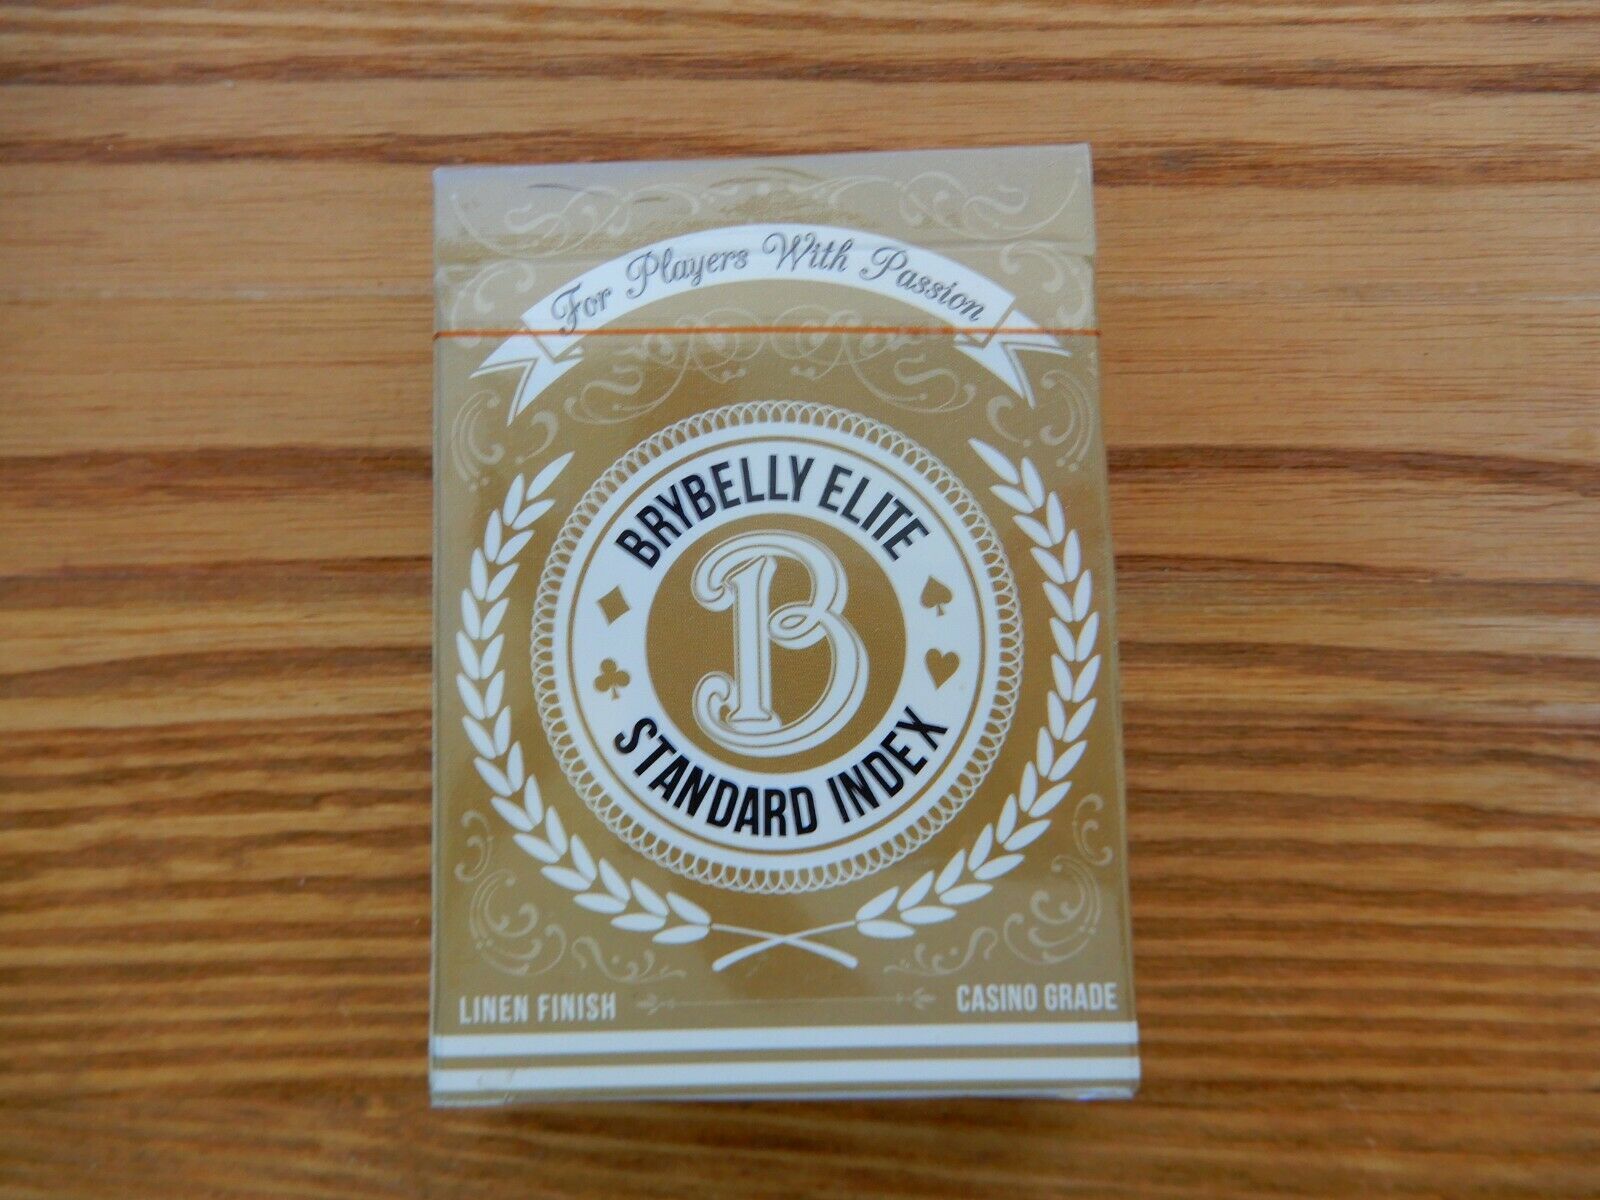 For Players With Passion
BRYBELLY ELITE
B
STANDARD INDEX
LINEN FINISH
CASINO GRADE